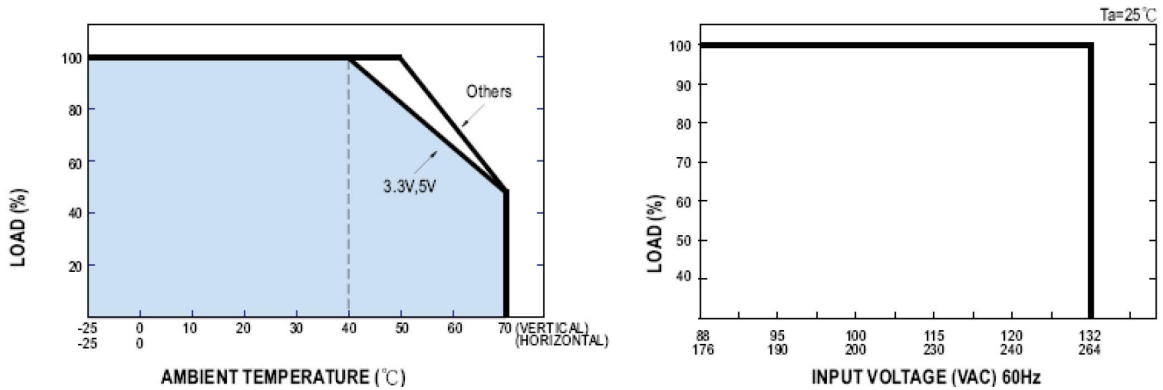 100
80
60
40
20
LOAD (%)
Others
3.3V,5V
-25 0 10 20 30 40 50 60 70 (VERTICAL)
-25 0 (HORIZONTAL)
AMBIENT TEMPERATURE (℃)
Ta=25℃
100
90
80
70
60
50
40
LOAD (%)
88 95 100 115 120 132
176 190 200 230 240 264
INPUT VOLTAGE (VAC) 60Hz